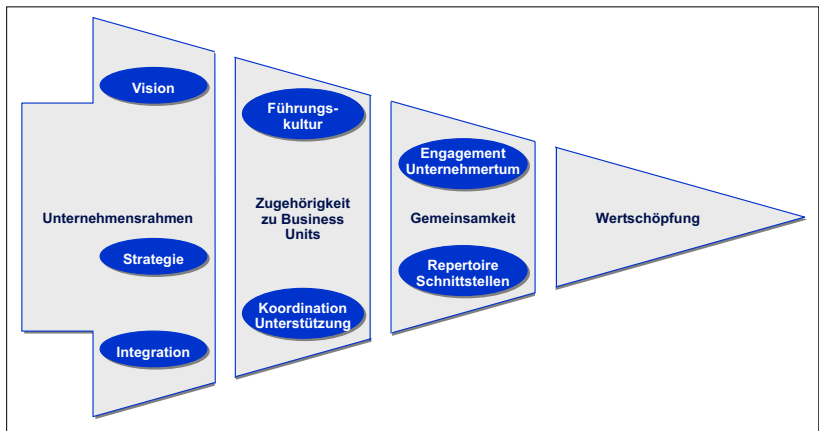 Vision
Unternehmensrahmen
Strategie
Integration
Führungs-
kultur
Zugehörigkeit
zu Business
Units
Koordination
Unterstützung
Engagement
Unternehmertum
Gemeinsamkeit
Repertoire
Schnittstellen
Wertschöpfung